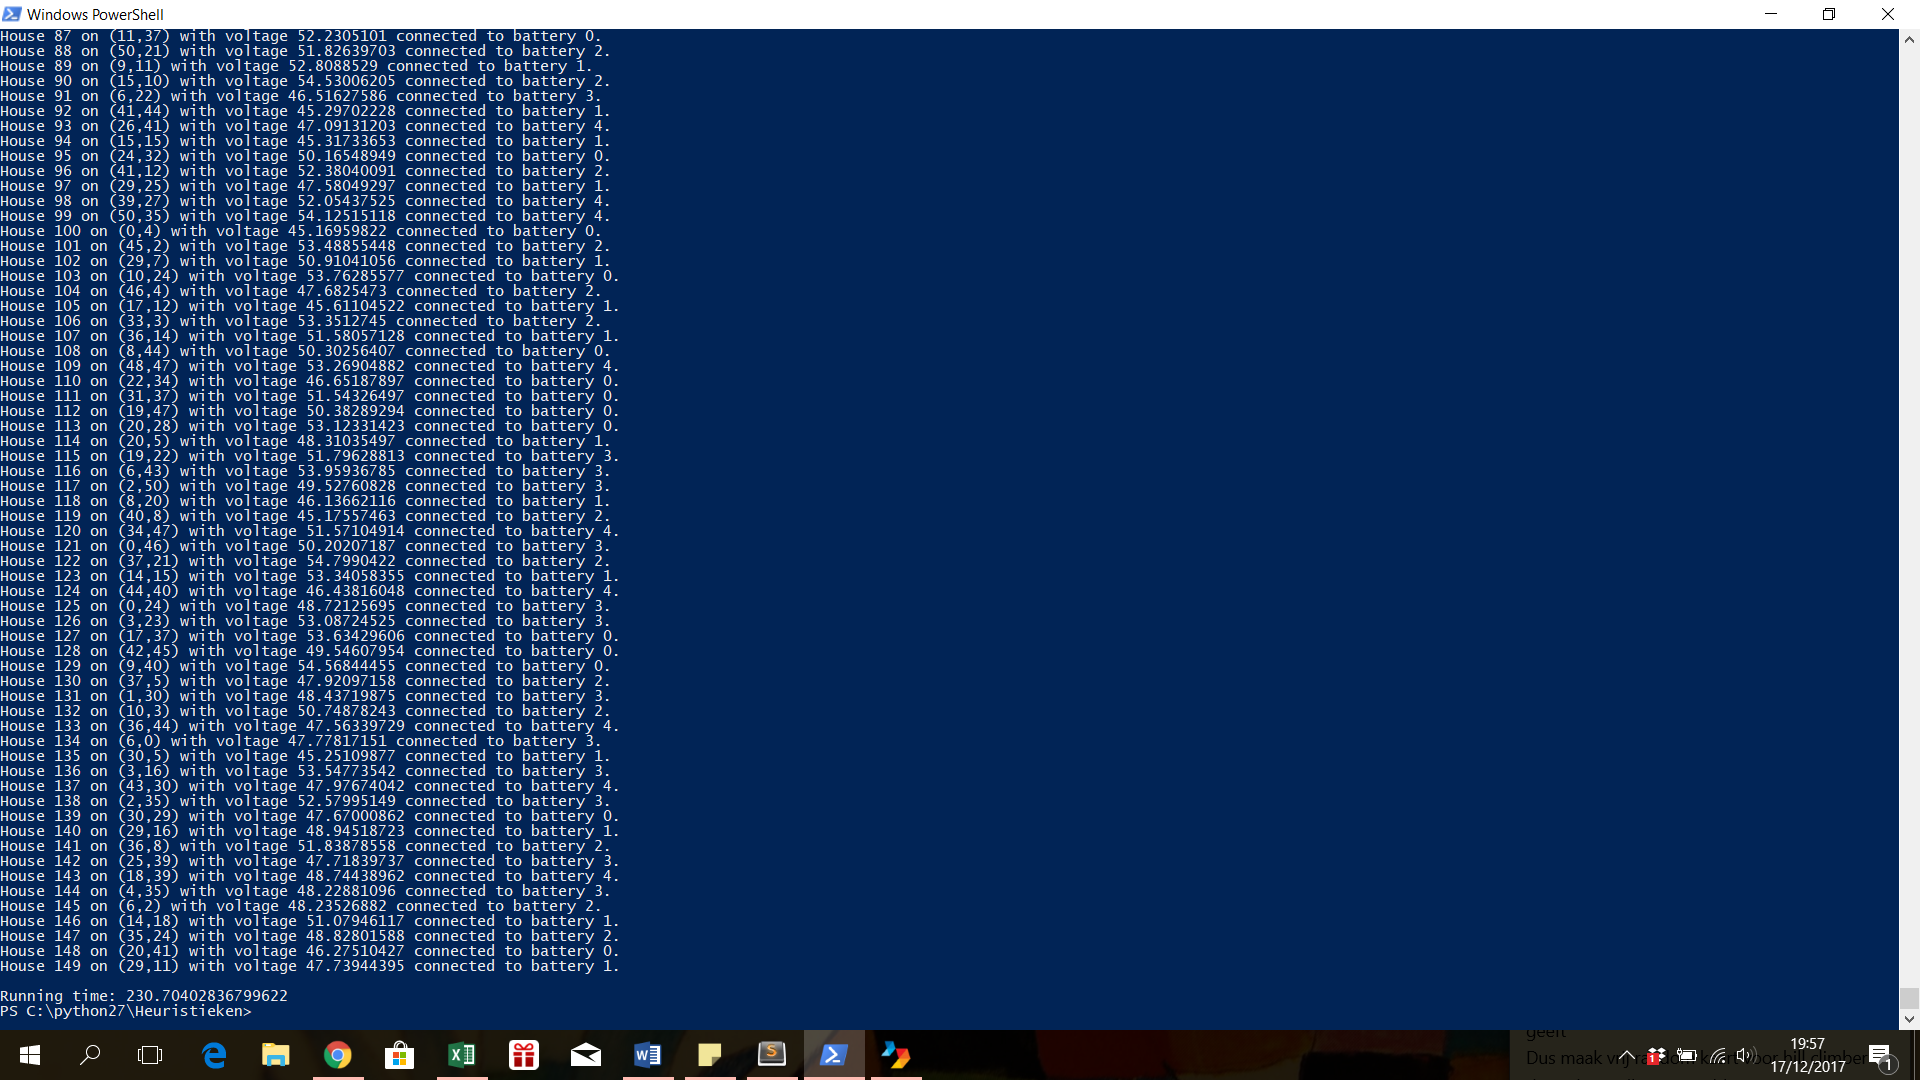 Windows PowerShell
House 87 on (11,37) with voltage 52.2305101 connected to battery 0.
House 88 on (50,21) with voltage 51.82639703 connected to battery 2.
House 89 on (9,11) with voltage 52.8088529 connected to battery 1.
House 90 on (15,10) with voltage 54.53006205 connected to battery 2.
House 91 on (6,22) with voltage 46.51627586 connected to battery 3.
House 92 on (41,44) with voltage 45.29702228 connected to battery 1.
House 93 on (26,41) with voltage 47.09131203 connected to battery 4.
House 94 on (15,15) with voltage 45.31733653 connected to battery 1.
House 95 on (24,32) with voltage 50.16548949 connected to battery 0.
House 96 on (41,12) with voltage 52.38040091 connected to battery 2.
House 97 on (29,25) with voltage 47.58049297 connected to battery 1.
House 98 on (39,27) with voltage 52.05437525 connected to battery 4.
House 99 on (50,35) with voltage 54.12515118 connected to battery 4.
House 100 on (0,4) with voltage 45.16959822 connected to battery 0.
House 101 on (45,2) with voltage 53.48855448 connected to battery 2.
House 102 on (29,7) with voltage 50.91041056 connected to battery 1.
House 103 on (10,24) with voltage 53.76285577 connected to battery 0.
House 104 on (46,4) with voltage 47.6825473 connected to battery 2.
House 105 on (17,12) with voltage 45.61104522 connected to battery 1.
House 106 on (33,3) with voltage 53.3512745 connected to battery 2.
House 107 on (36,14) with voltage 51.58057128 connected to battery 1.
House 108 on (8,44) with voltage 50.30256407 connected to battery 0.
House 109 on (48,47) with voltage 53.26904882 connected to battery 4.
House 110 on (22,34) with voltage 46.65187897 connected to battery 0.
House 111 on (31,37) with voltage 51.54326497 connected to battery 0.
House 112 on (19,47) with voltage 50.38289294 connected to battery 0.
House 113 on (20,28) with voltage 53.12331423 connected to battery 0.
House 114 on (20,5) with voltage 48.31035497 connected to battery 1.
House 115 on (19,22) with voltage 51.79628813 connected to battery 3.
House 116 on (6,43) with voltage 53.95936785 connected to battery 3.
House 117 on (2,50) with voltage 49.52760828 connected to battery 3.
House 118 on (8,20) with voltage 46.13662116 connected to battery 1.
House 119 on (40,8) with voltage 45.17557463 connected to battery 2.
House 120 on (34,47) with voltage 51.57104914 connected to battery 4.
House 121 on (0,46) with voltage 50.20207187 connected to battery 3.
House 122 on (37,21) with voltage 54.7990422 connected to battery 2.
House 123 on (14,15) with voltage 53.34058355 connected to battery 1.
House 124 on (44,40) with voltage 46.43816048 connected to battery 4.
House 125 on (0,24) with voltage 48.72125695 connected to battery 3.
House 126 on (3,23) with voltage 53.08724525 connected to battery 3.
House 127 on (17,37) with voltage 53.63429606 connected to battery 0.
House 128 on (42,45) with voltage 49.54607954 connected to battery 0.
House 129 on (9,40) with voltage 54.56844455 connected to battery 0.
House 130 on (37,5) with voltage 47.92097158 connected to battery 2.
House 131 on (1,30) with voltage 48.43719875 connected to battery 3.
House 132 on (10,3) with voltage 50.74878243 connected to battery 2.
House 133 on (36,44) with voltage 47.56339729 connected to battery 4.
House 134 on (6,0) with voltage 47.77817151 connected to battery 3.
House 135 on (30,5) with voltage 45.25109877 connected to battery 1.
House 136 on (3,16) with voltage 53.54773542 connected to battery 3.
House 137 on (43,30) with voltage 47.97674042 connected to battery 4.
House 138 on (2,35) with voltage 52.57995149 connected to battery 3.
House 139 on (30,29) with voltage 47.67000862 connected to battery 0.
House 140 on (29,16) with voltage 48.94518723 connected to battery 1.
House 141 on (36,8) with voltage 51.83878558 connected to battery 2.
House 142 on (25,39) with voltage 47.71839737 connected to battery 3.
House 143 on (18,39) with voltage 48.74438962 connected to battery 4.
House 144 on (4,35) with voltage 48.22881096 connected to battery 3.
House 145 on (6,2) with voltage 48.23526882 connected to battery 2.
House 146 on (14,18) with voltage 51.07946117 connected to battery 1.
House 147 on (35,24) with voltage 48.82801588 connected to battery 2.
House 148 on (20,41) with voltage 46.27510427 connected to battery 0.
House 149 on (29,11) with voltage 47.73944395 connected to battery 1.
Running time: 230.70402836799622
PS C:\python27\Heuristieken>
geeft
Dus maak vrij hill climber
19:57
17/12/2017
1